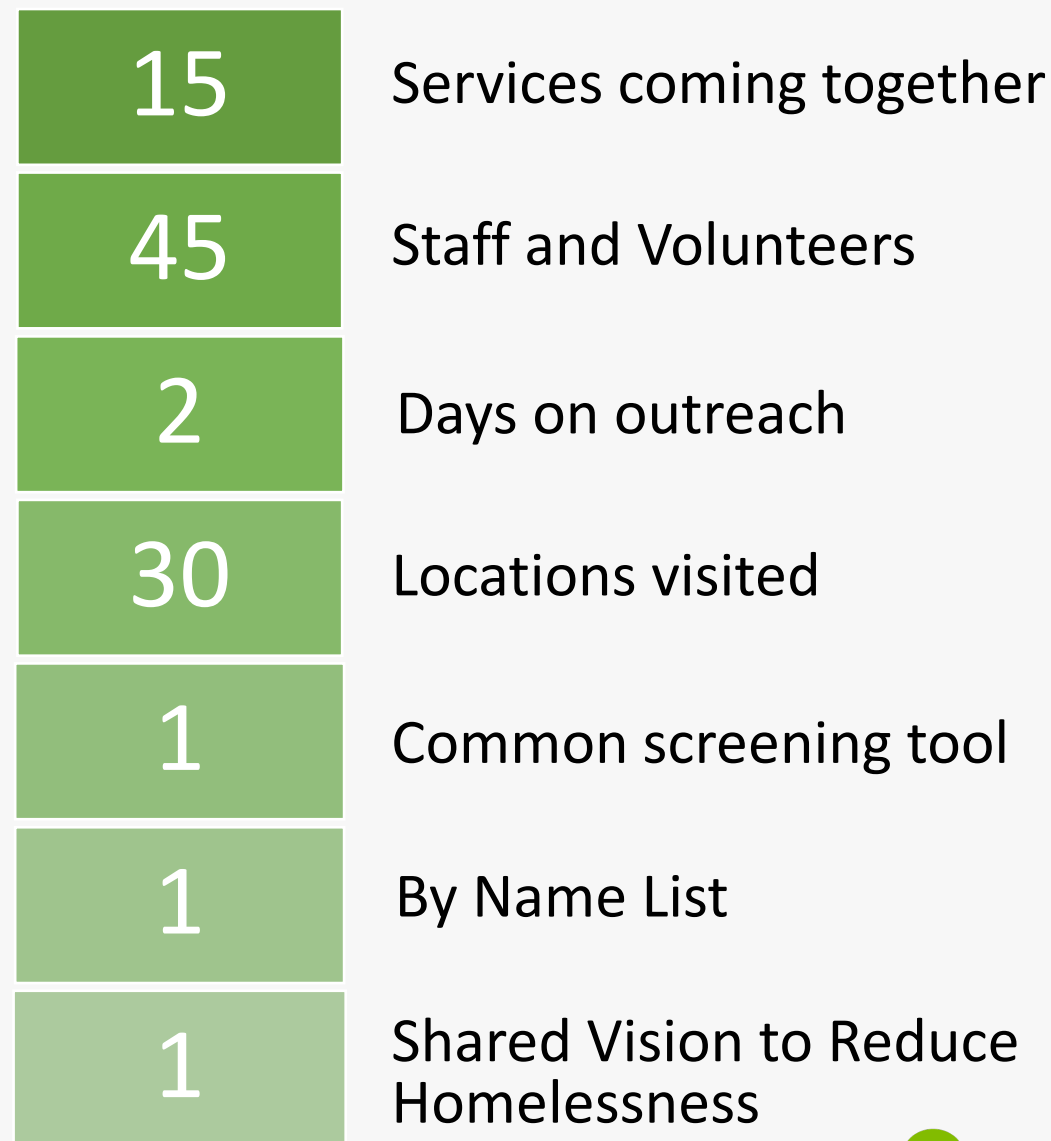 15 Services coming together
45 Staff and Volunteers
2 Days on outreach
30 Locations visited
1 Common screening tool
1 By Name List
1 Shared Vision to Reduce
Homelessness